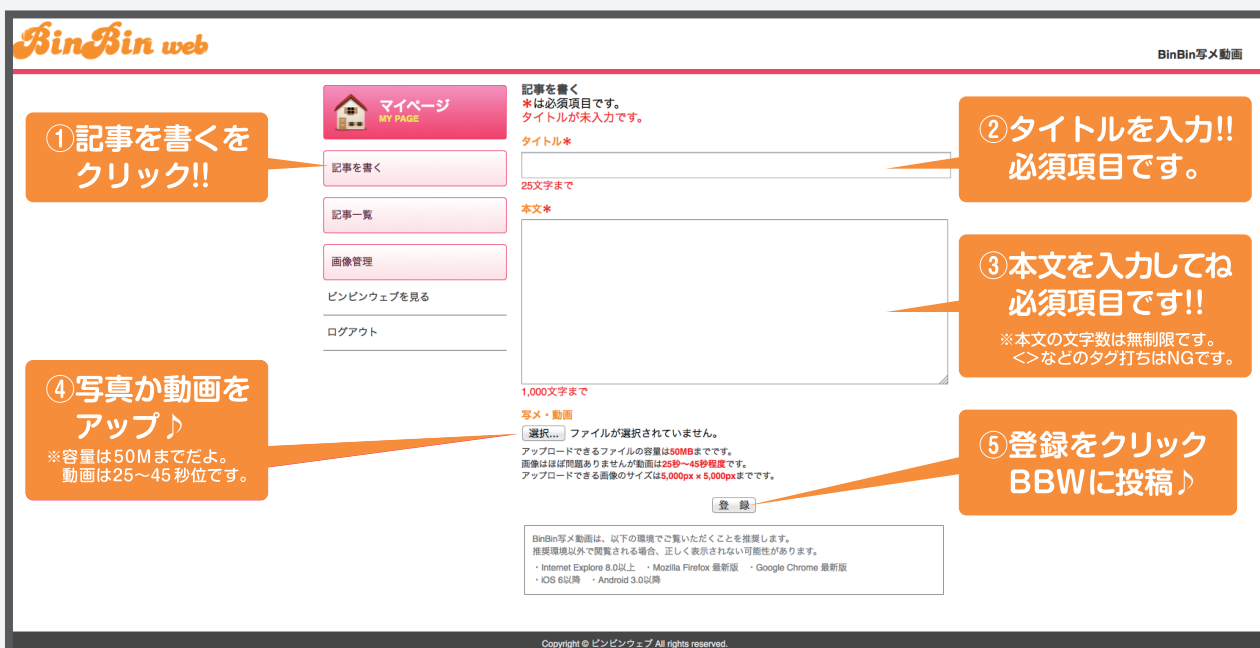 BinBin web
BinBin写メ動画
①記事を書くを
クリック!!
マイページ
MY PAGE
記事を書く
記事一覧
画像管理
ビンビンウェブを見る
ログアウト
④写真か動画を
アップ♪
※容量は50Mまでだよ。
動画は25〜45秒位です。
記事を書く
*は必須項目です。
タイトルが未入力です。
タイトル*
25文字まで
本文*
1,000文字まで
写メ・動画
選択... ファイルが選択されていません。
アップロードできるファイルの容量は50MBまでです。
画像はほぼ問題ありませんが動画は25秒〜45秒程度です。
アップロードできる画像のサイズは5,000px × 5,000pxまでです。
登 録
BinBin写メ動画は、以下の環境でご覧いただくことを推奨します。
推奨環境以外で閲覧される場合、正しく表示されない可能性があります。
・Internet Explore 8.0以上 ・Mozilla Firefox 最新版 ・Google Chrome 最新版
・iOS 6以降 ・Android 3.0以降
②タイトルを入力!!
必須項目です。
③本文を入力してね
必須項目です!!
※本文の文字数は無制限です。
<>などのタグ打ちはNGです。
⑤登録をクリック
BBWに投稿♪
Copyright © ビンビンウェブ All rights reserved.